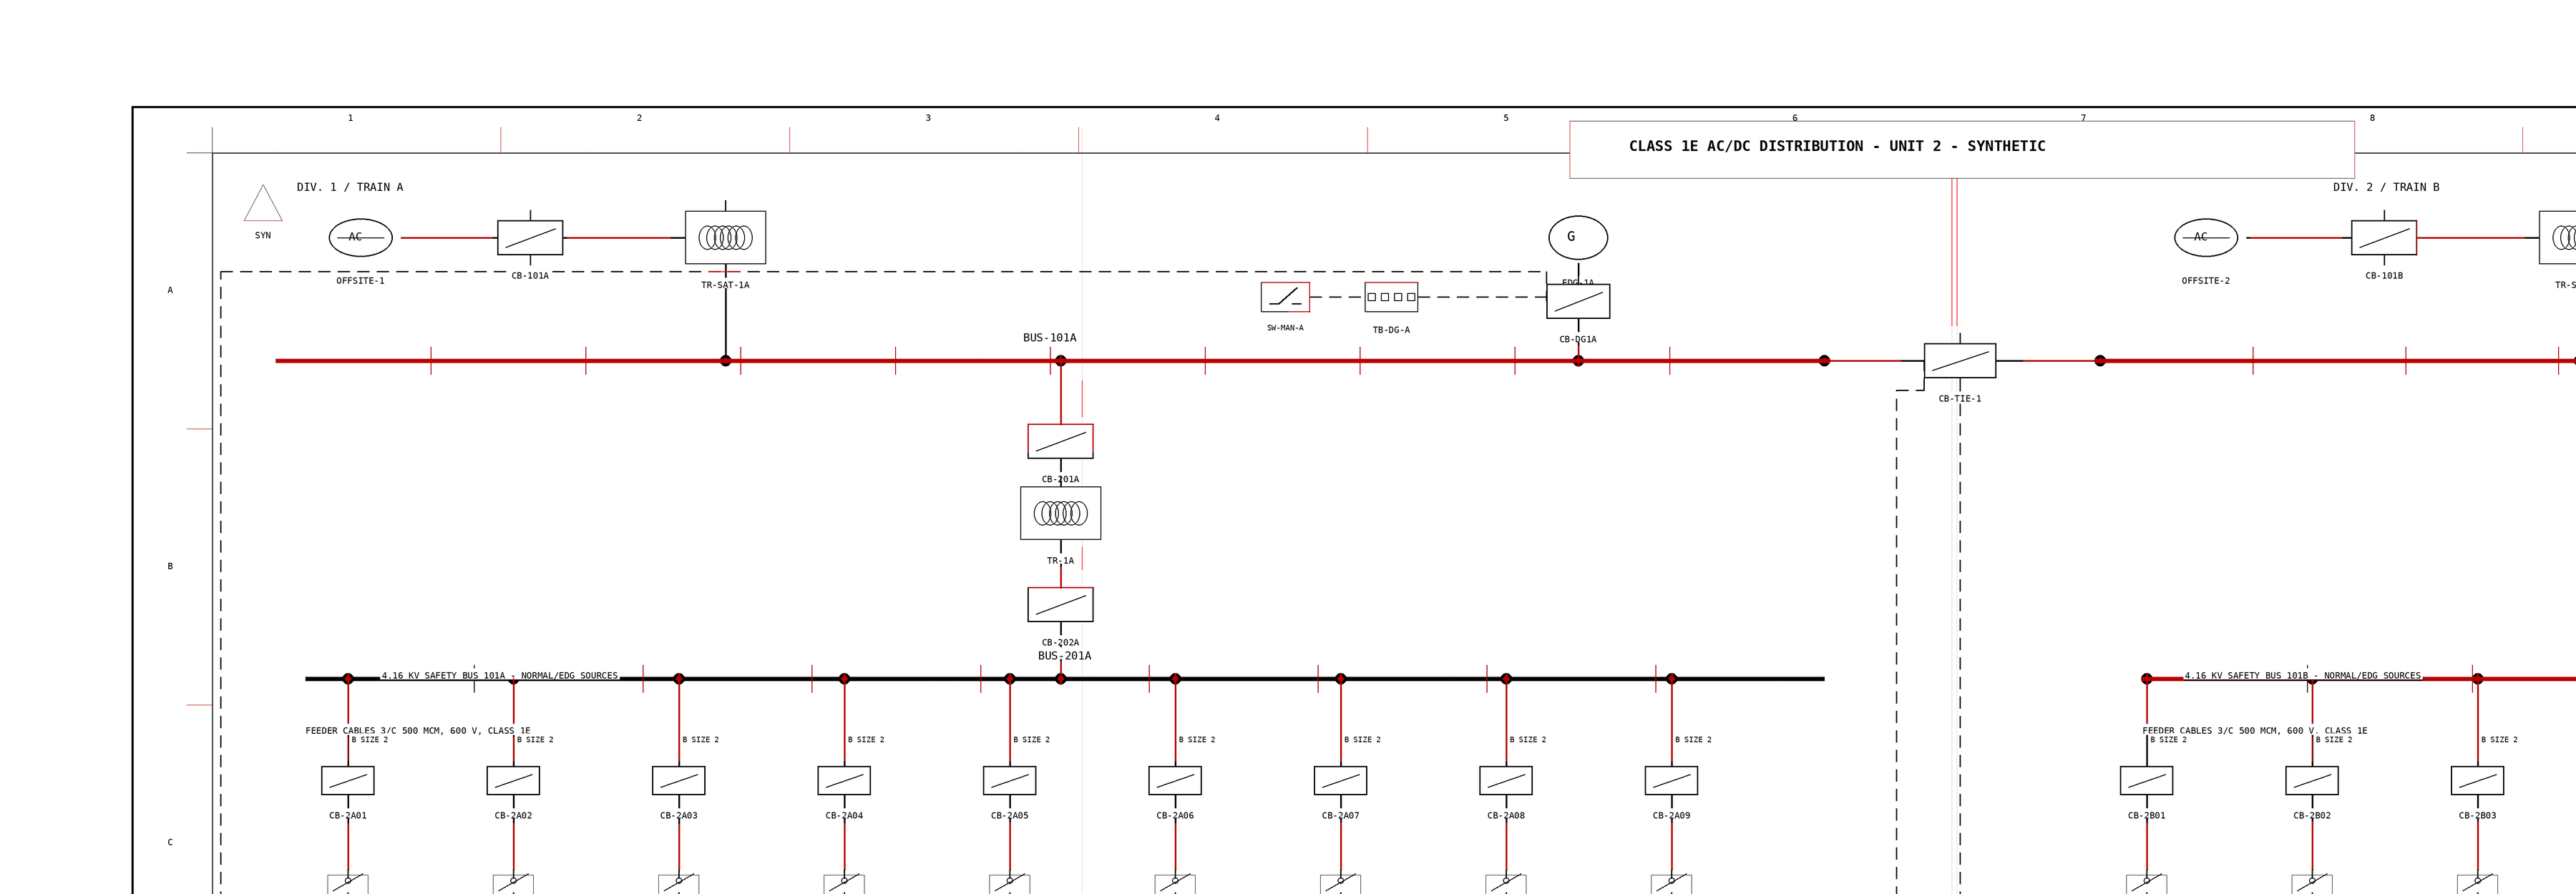 1 2 3 4 5 6 7 8
CLASS 1E AC/DC DISTRIBUTION - UNIT 2 - SYNTHETIC
DIV. 1 / TRAIN A
DIV. 2 / TRAIN B
SYN
AC
G
AC
OFFSITE-1
CB-101A
TR-SAT-1A
EDG-1A
OFFSITE-2
CB-101B
TR-S
A
SW-MAN-A
TB-DG-A
CB-DG1A
BUS-101A
CB-TIE-1
CB-201A
TR-1A
B
CB-202A
BUS-201A
4.16 KV SAFETY BUS 101A - NORMAL/EDG SOURCES
4.16 KV SAFETY BUS 101B - NORMAL/EDG SOURCES
FEEDER CABLES 3/C 500 MCM, 600 V, CLASS 1E
FEEDER CABLES 3/C 500 MCM, 600 V, CLASS 1E
B SIZE 2 B SIZE 2 B SIZE 2 B SIZE 2 B SIZE 2 B SIZE 2 B SIZE 2 B SIZE 2 B SIZE 2 B SIZE 2 B SIZE 2 B SIZE 2
CB-2A01 CB-2A02 CB-2A03 CB-2A04 CB-2A05 CB-2A06 CB-2A07 CB-2A08 CB-2A09 CB-2B01 CB-2B02 CB-2B03
C